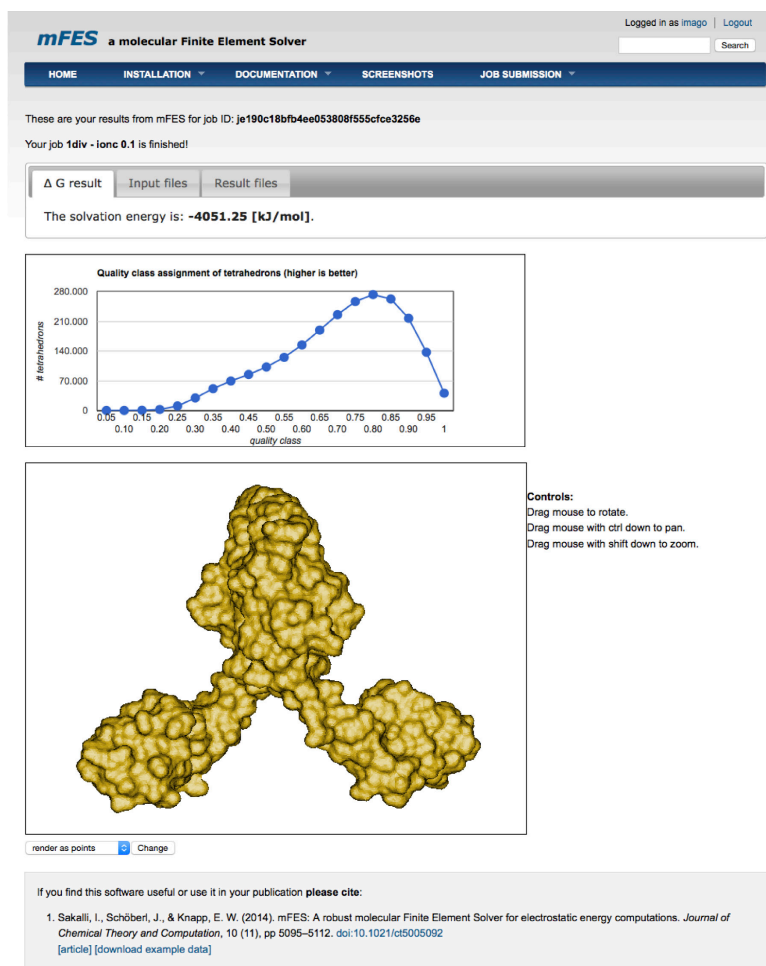 Logged in as imago | Logout
mFES a molecular Finite Element Solver
Search
HOME INSTALLATION DOCUMENTATION SCREENSHOTS JOB SUBMISSION
These are your results from mFES for job ID: je190c18bfb4ee053808f555cfce3256e
Your job 1div - ionc 0.1 is finished!
Δ G result Input files Result files
The solvation energy is: -4051.25 [kJ/mol].
Quality class assignment of tetrahedrons (higher is better)
280.000
210.000
140.000
70.000
0
# tetrahedrons
0.05 0.15 0.25 0.35 0.45 0.55 0.65 0.75 0.85 0.95
0.10 0.20 0.30 0.40 0.50 0.60 0.70 0.80 0.90 1
quality class
Controls:
Drag mouse to rotate.
Drag mouse with ctrl down to pan.
Drag mouse with shift down to zoom.
render as points Change
If you find this software useful or use it in your publication please cite:
1. Sakalli, I., Schöberl, J., & Knapp, E. W. (2014). mFES: A robust molecular Finite Element Solver for electrostatic energy computations. Journal of
Chemical Theory and Computation, 10 (11), pp 5095–5112. doi:10.1021/ct5005092
[article] [download example data]